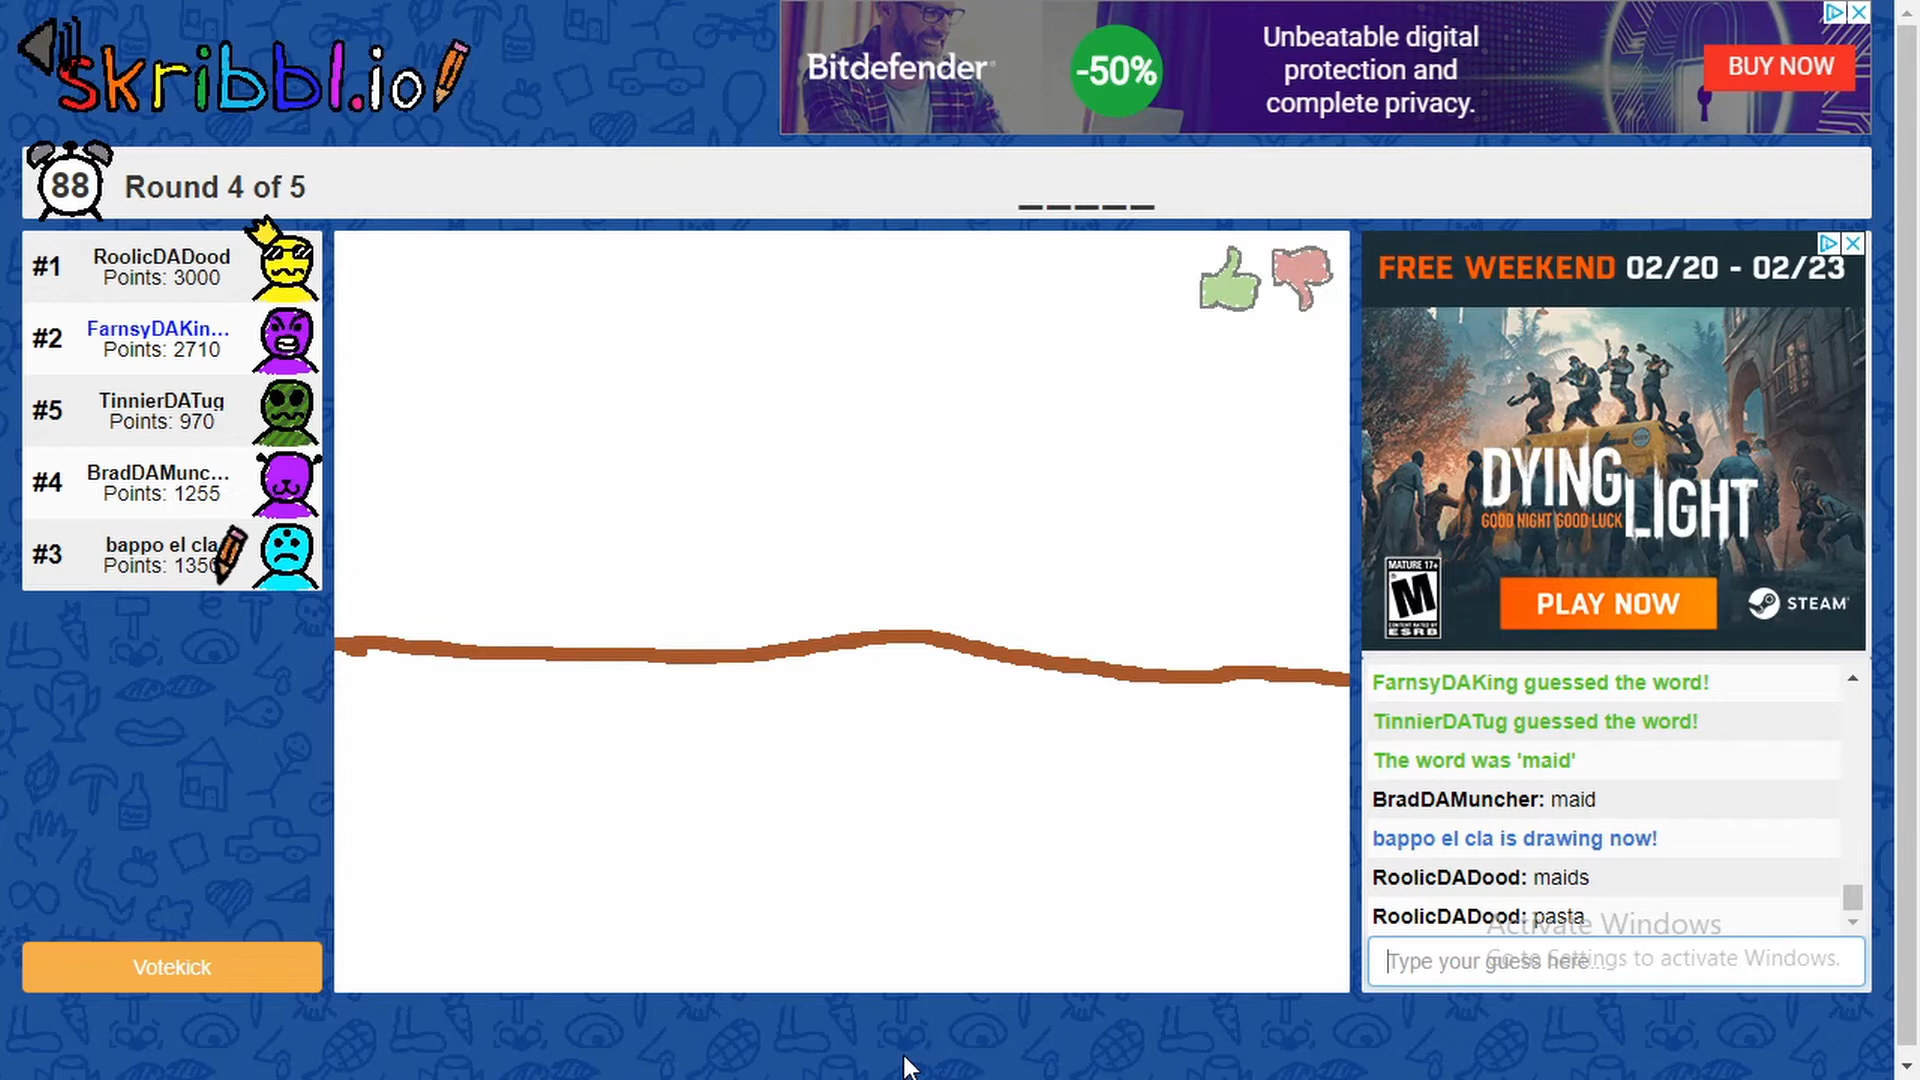 skribbl.io
Bitdefender
-50%
Unbeatable digital
protection and
complete privacy.
BUY NOW
88
Round 4 of 5
_ _ _ _ _
#1
RoolicDADood
Points: 3000
#2
FarnsyDAKin...
Points: 2710
#5
TinnierDATug
Points: 970
#4
BradDAMunc...
Points: 1255
#3
bappo el cla
Points: 1350
Votekick
FREE WEEKEND 02/20 - 02/23
DYING
LIGHT
GOOD NIGHT GOOD LUCK
MATURE 17+
M
CONTENT RATED BY
ESRB
PLAY NOW
STEAM
FarnsyDAKing guessed the word!
TinnierDATug guessed the word!
The word was 'maid'
BradDAMuncher: maid
bappo el cla is drawing now!
RoolicDADood: maids
RoolicDADood: pasta
Activate Windows
Type your guess here...
Go to Settings to activate Windows.